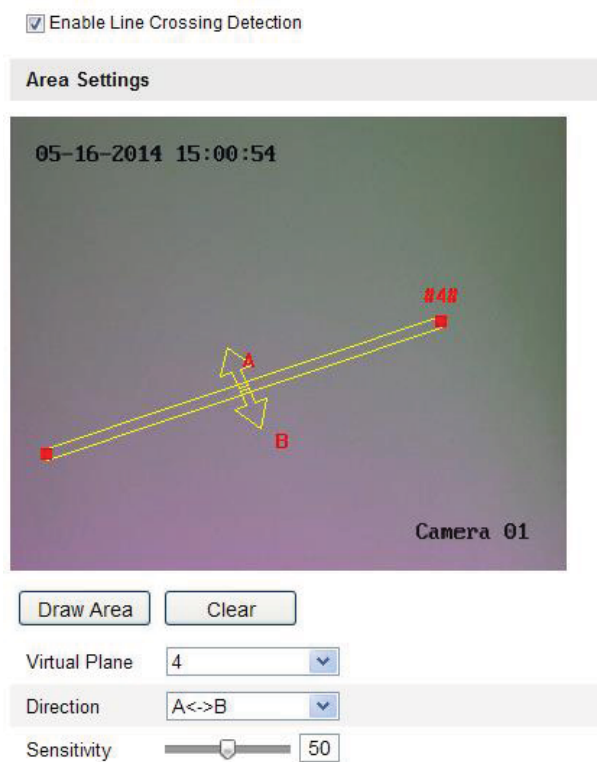 Enable Line Crossing Detection
Area Settings
05-16-2014 15:00:54
#4#
A
B
Camera 01
Draw Area Clear
Virtual Plane 4
Direction A<->B
Sensitivity 50